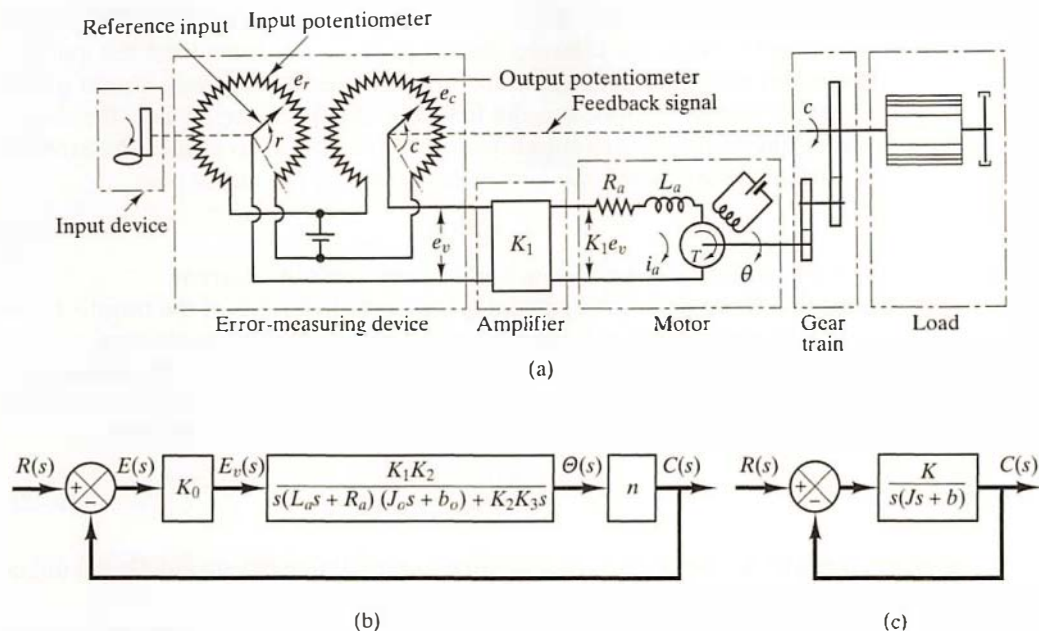 Reference input
Input potentiometer
e_r
r
Output potentiometer
e_c
c
Feedback signal
c
Input device
R_a
L_a
K_1
e_v
K_1e_v
i_a
T
θ
Error-measuring device
Amplifier
Motor
Gear train
Load
(a)
R(s)
+
−
E(s)
K_0
E_v(s)
K_1K_2
s(L_as + R_a) (J_os + b_o) + K_2K_3s
Θ(s)
n
C(s)
(b)
R(s)
+
−
K
s(Js + b)
C(s)
(c)